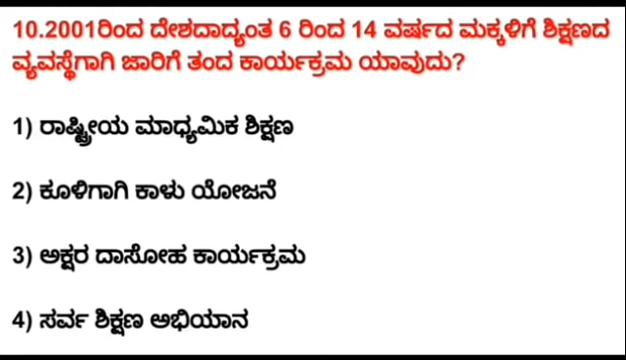 10.2001ರಿಂದ ದೇಶದಾದ್ಯಂತ 6 ರಿಂದ 14 ವರ್ಷದ ಮಕ್ಕಳಿಗೆ ಶಿಕ್ಷಣದ
ವ್ಯವಸ್ಥೆಗಾಗಿ ಜಾರಿಗೆ ತಂದ ಕಾರ್ಯಕ್ರಮ ಯಾವುದು?
1) ರಾಷ್ಟ್ರೀಯ ಮಾಧ್ಯಮಿಕ ಶಿಕ್ಷಣ
2) ಕೂಳಿಗಾಗಿ ಕಾಳು ಯೋಜನೆ
3) ಅಕ್ಷರ ದಾಸೋಹ ಕಾರ್ಯಕ್ರಮ
4) ಸರ್ವ ಶಿಕ್ಷಣ ಅಭಿಯಾನ